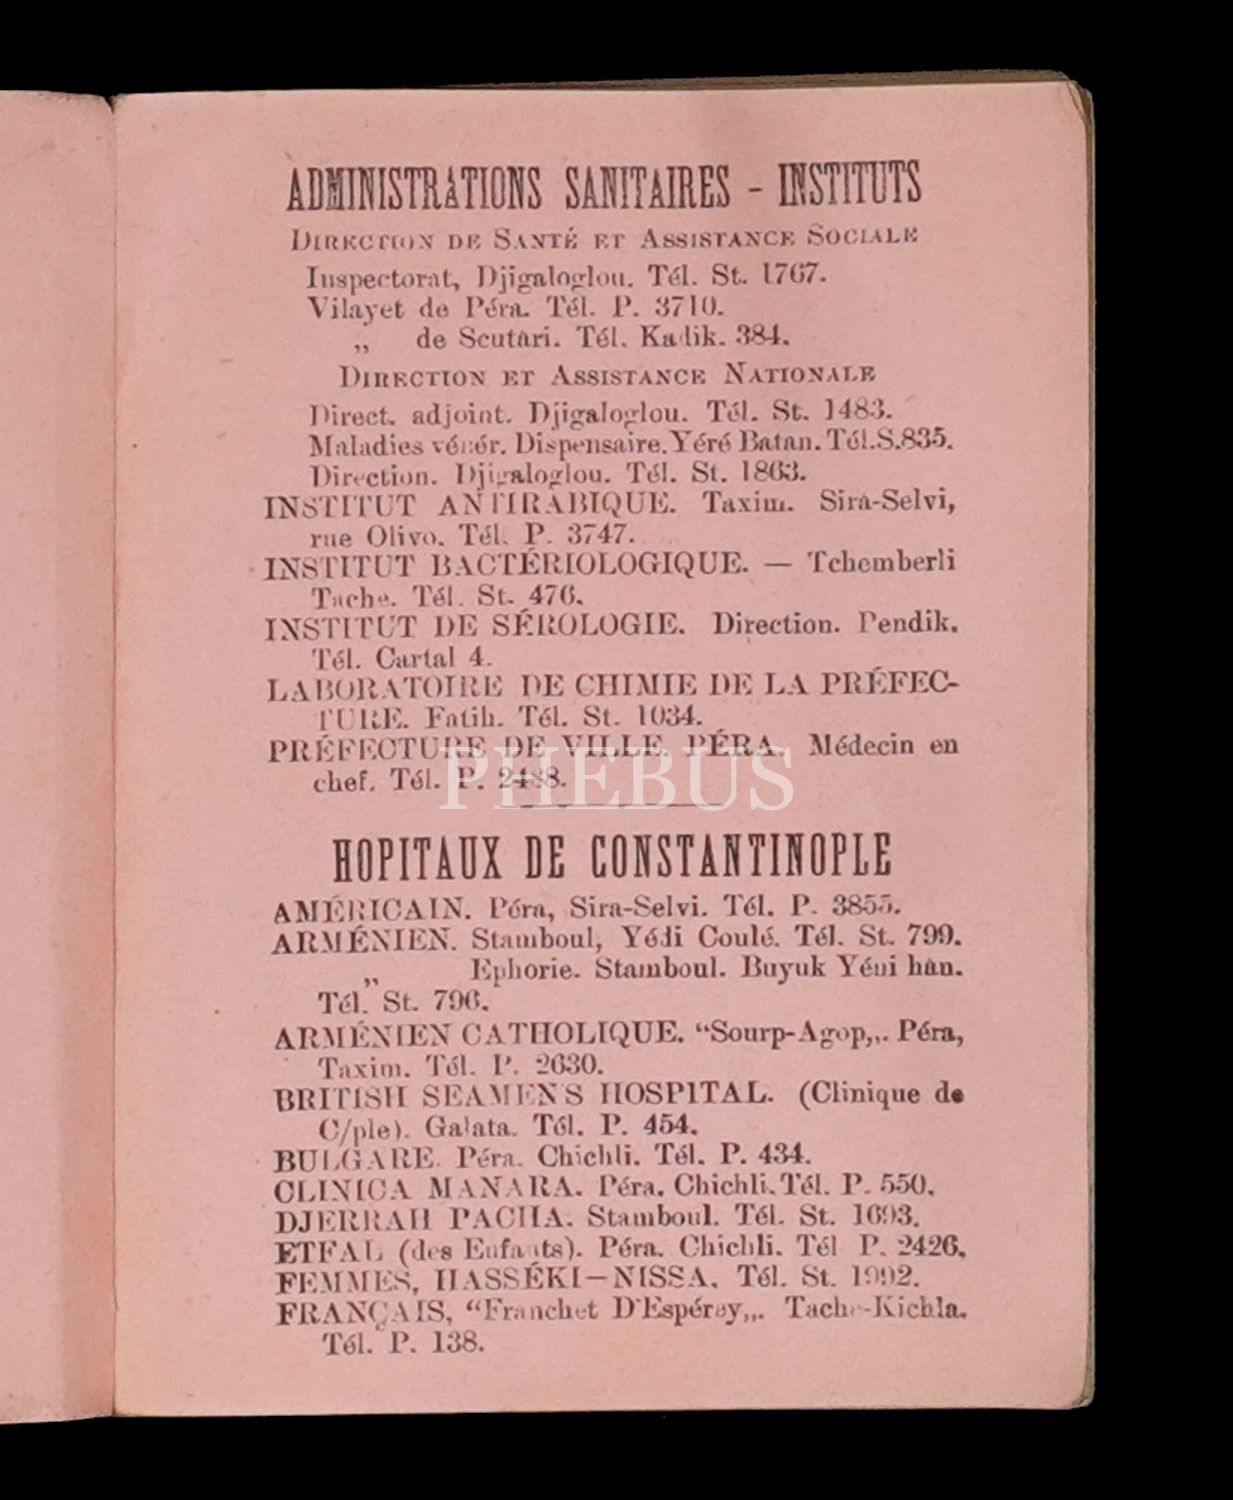 ADMINISTRATIONS SANITAIRES - INSTITUTS
DIRECTION DE SANTÉ ET ASSISTANCE SOCIALE
Inspectorat, Djigaloglou. Tél. St. 1767.
Vilayet de Péra. Tél. P. 3710.
„ de Scutari. Tél. Kadik. 384.
DIRECTION ET ASSISTANCE NATIONALE
Direct. adjoint. Djigaloglou. Tél. St. 1483.
Maladies vénér. Dispensaire. Yéré Batan. Tél. S. 835.
Direction. Djigaloglou. Tél. St. 1863.
INSTITUT ANTIRABIQUE. Taxim. Sira-Selvi,
rue Olivo. Tél. P. 3747.
INSTITUT BACTÉRIOLOGIQUE. — Tchemberli
Tache. Tél. St. 476.
INSTITUT DE SÉROLOGIE. Direction. Pendik.
Tél. Cartal 4.
LABORATOIRE DE CHIMIE DE LA PRÉFEC-
TURE. Fatih. Tél. St. 1034.
PRÉFECTURE DE VILLE. PÉRA. Médecin en
chef. Tél. P. 2488.
PHEBUS
HOPITAUX DE CONSTANTINOPLE
AMÉRICAIN. Péra, Sira-Selvi. Tél. P. 3855.
ARMÉNIEN. Stamboul, Yédi Coulé. Tél. St. 799.
„ Ephorie. Stamboul. Buyuk Yéni han.
Tél. St. 796.
ARMÉNIEN CATHOLIQUE. “Sourp-Agop„. Péra,
Taxim. Tél. P. 2630.
BRITISH SEAMEN'S HOSPITAL. (Clinique de
C/ple). Galata. Tél. P. 454.
BULGARE. Péra. Chichli. Tél. P. 434.
CLINICA MANARA. Péra. Chichli. Tél. P. 550.
DJERRAH PACHA. Stamboul. Tél. St. 1693.
ETFAL (des Enfants). Péra. Chichli. Tél P. 2426.
FEMMES, HASSÉKI—NISSA. Tél. St. 1992.
FRANÇAIS, “Franchet D'Espérey„. Tache-Kichla.
Tél. P. 138.